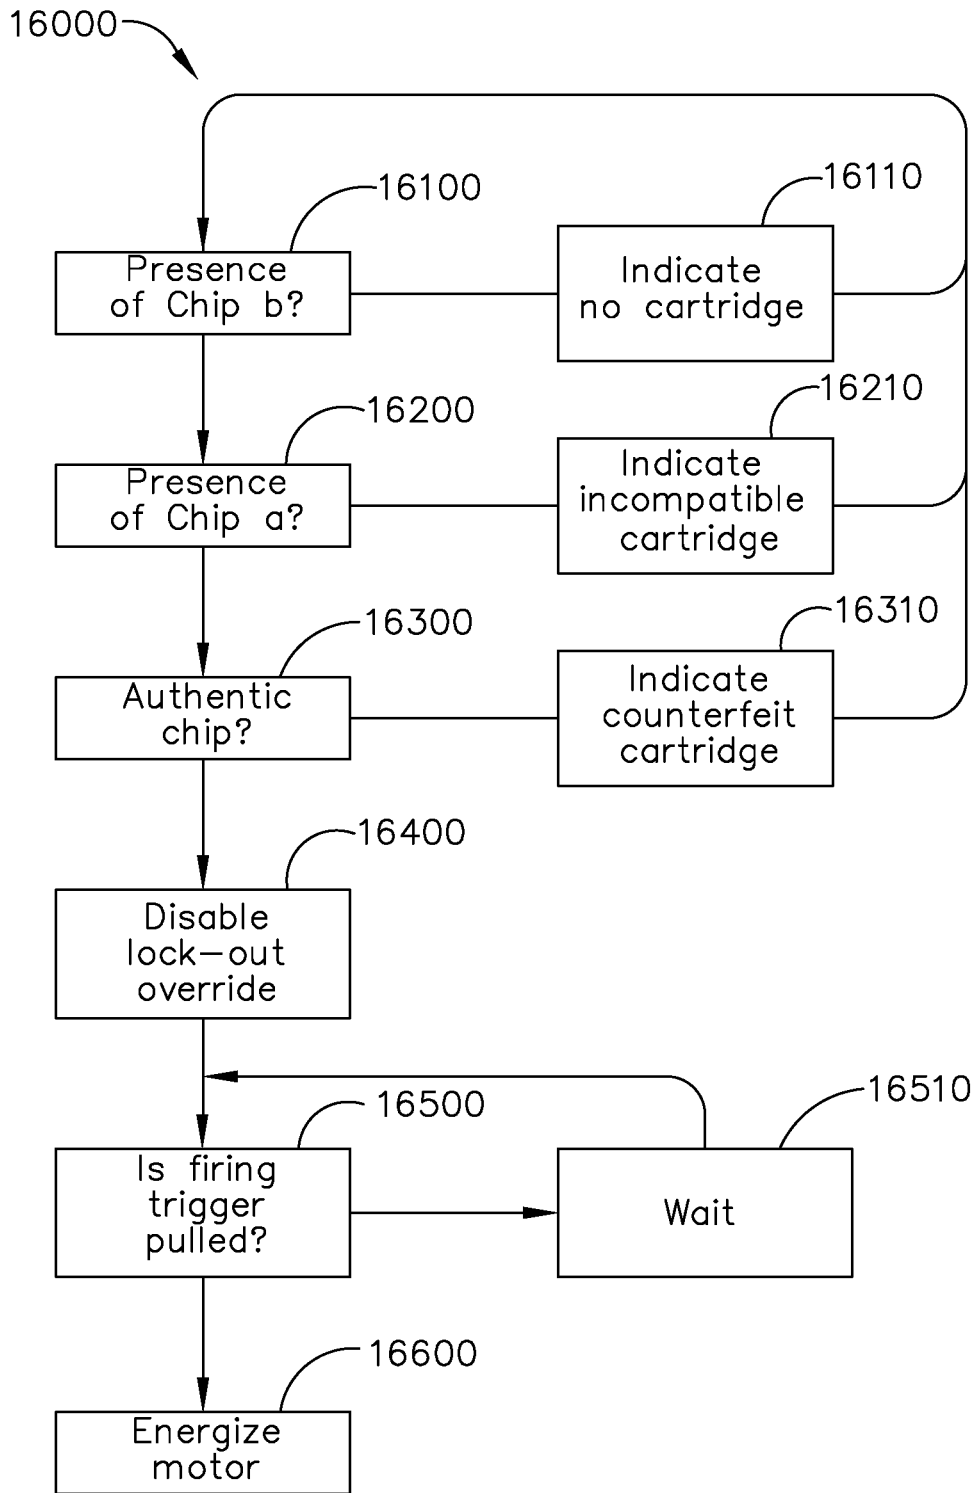 16000
16100
Presence
of Chip b?
16110
Indicate
no cartridge
16200
Presence
of Chip a?
16210
Indicate
incompatible
cartridge
16300
Authentic
chip?
16310
Indicate
counterfeit
cartridge
16400
Disable
lock-out
override
16500
Is firing
trigger
pulled?
16510
Wait
16600
Energize
motor